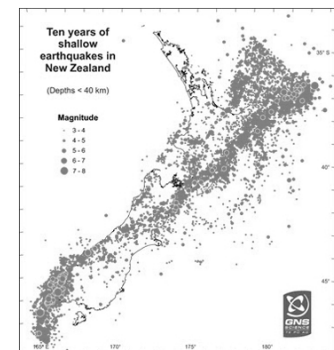 Ten years of
shallow
earthquakes in
New Zealand
(Depths < 40 km)
Magnitude
3 - 4
4 - 5
5 - 6
6 - 7
7 - 8
35° S
40°
45°
165°E
170°
175°
180°
GNS
SCIENCE